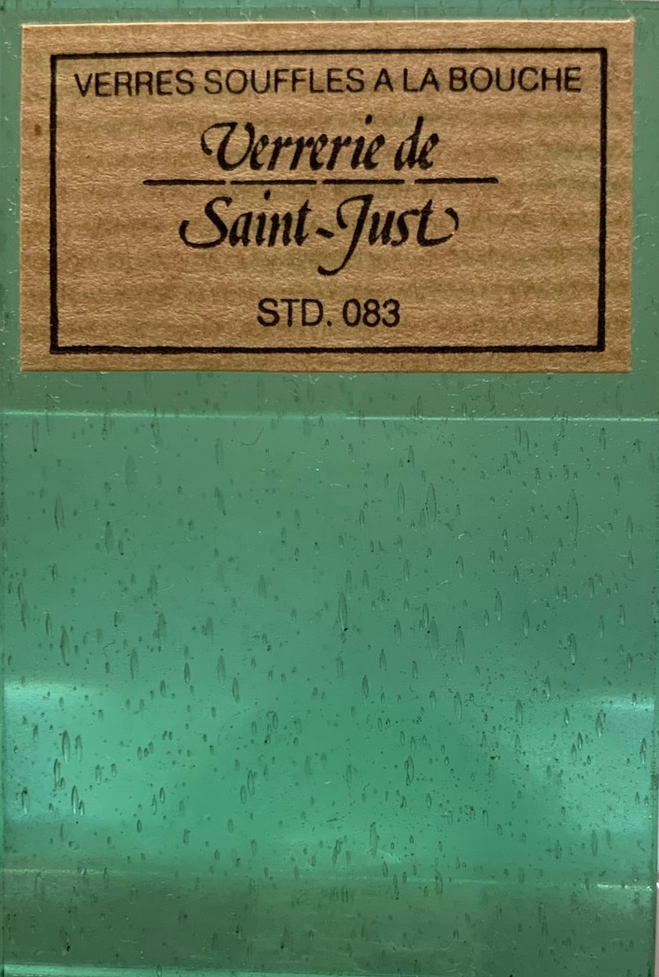 VERRES SOUFFLES A LA BOUCHE
Verrerie de
Saint-Just
STD. 083